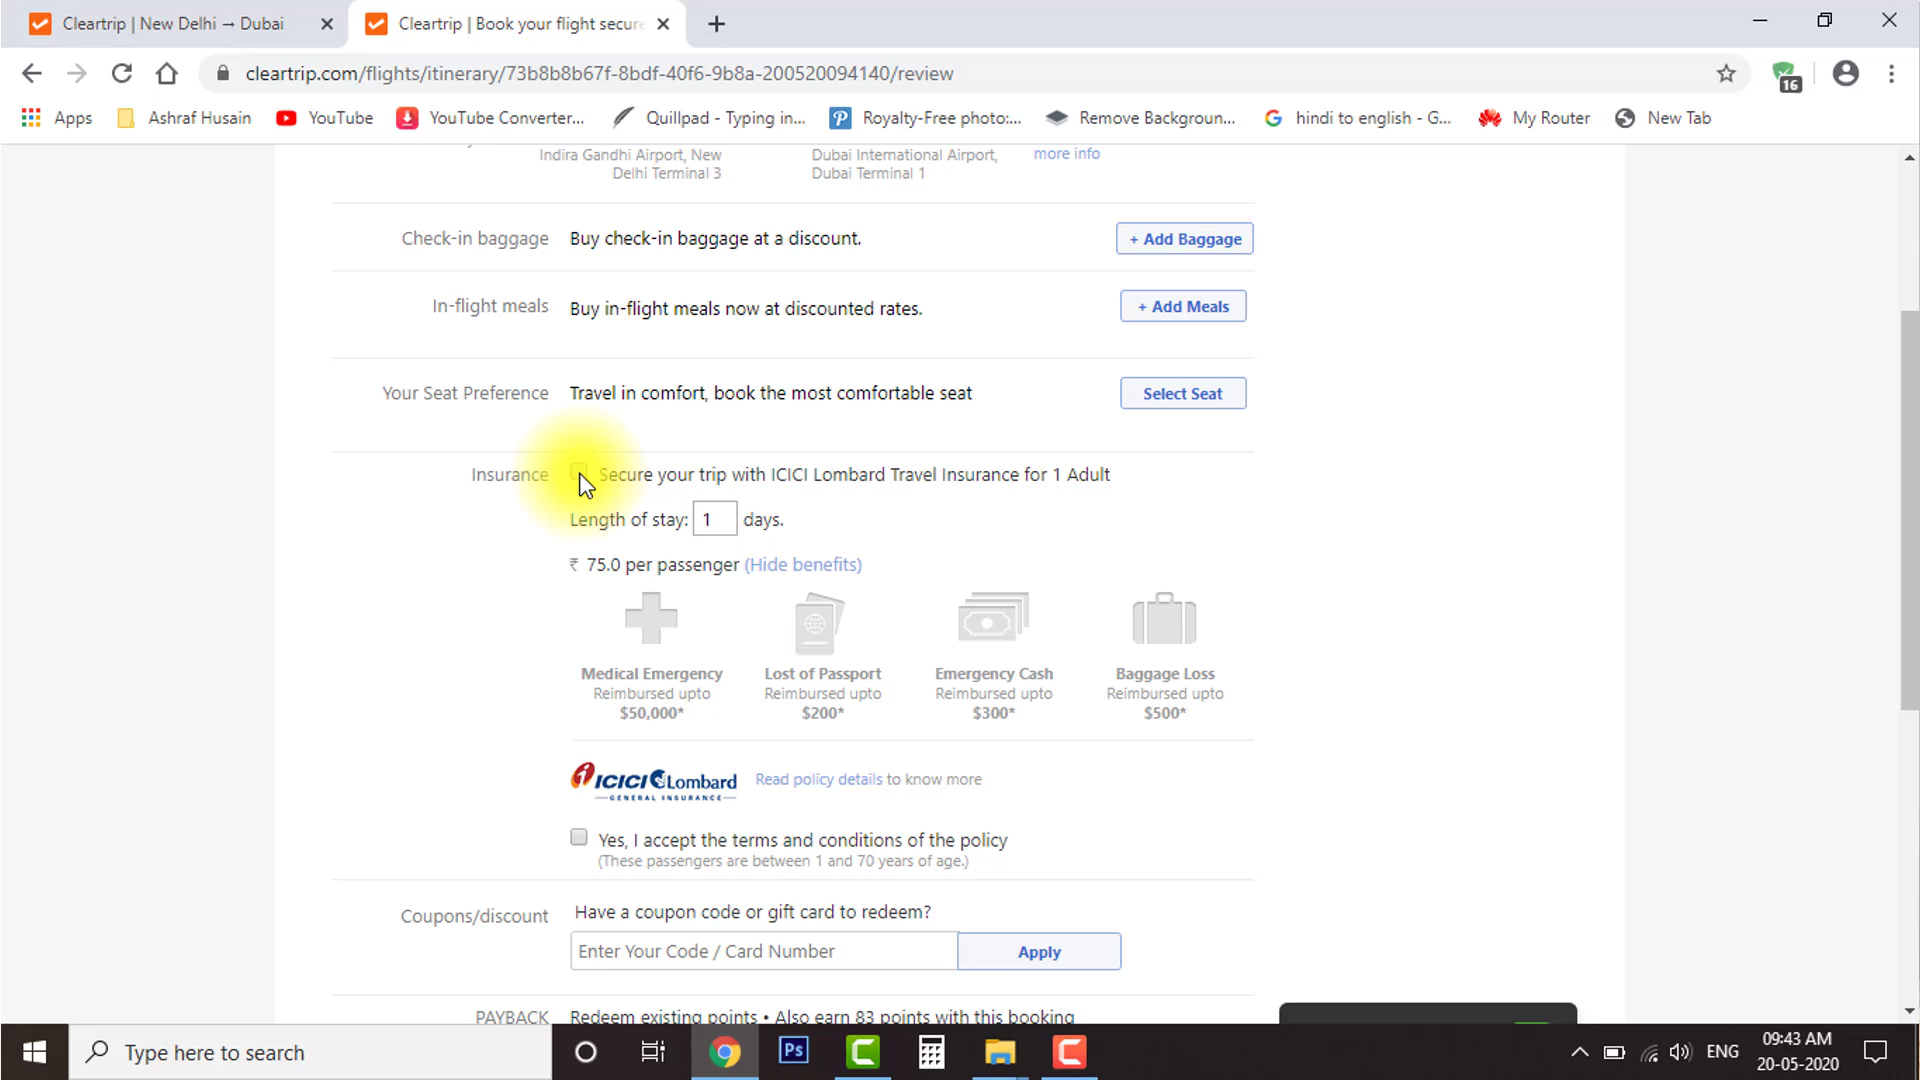 Cleartrip | New Delhi → Dubai
Cleartrip | Book your flight secure
cleartrip.com/flights/itinerary/73b8b8b67f-8bdf-40f6-9b8a-200520094140/review
16
Apps
Ashraf Husain
YouTube
YouTube Converter...
Quillpad - Typing in...
Royalty-Free photo:...
Remove Backgroun...
hindi to english - G...
My Router
New Tab
Indira Gandhi Airport, New
Delhi Terminal 3
Dubai International Airport,
Dubai Terminal 1
more info
Check-in baggage
Buy check-in baggage at a discount.
+ Add Baggage
In-flight meals
Buy in-flight meals now at discounted rates.
+ Add Meals
Your Seat Preference
Travel in comfort, book the most comfortable seat
Select Seat
Insurance
Secure your trip with ICICI Lombard Travel Insurance for 1 Adult
Length of stay: 1 days.
₹ 75.0 per passenger (Hide benefits)
Medical Emergency
Reimbursed upto
$50,000*
Lost of Passport
Reimbursed upto
$200*
Emergency Cash
Reimbursed upto
$300*
Baggage Loss
Reimbursed upto
$500*
ICICI Lombard
GENERAL INSURANCE
Read policy details to know more
Yes, I accept the terms and conditions of the policy
(These passengers are between 1 and 70 years of age.)
Coupons/discount
Have a coupon code or gift card to redeem?
Enter Your Code / Card Number
Apply
PAYBACK
Redeem existing points • Also earn 83 points with this booking
Type here to search
Ps
ENG
09:43 AM
20-05-2020